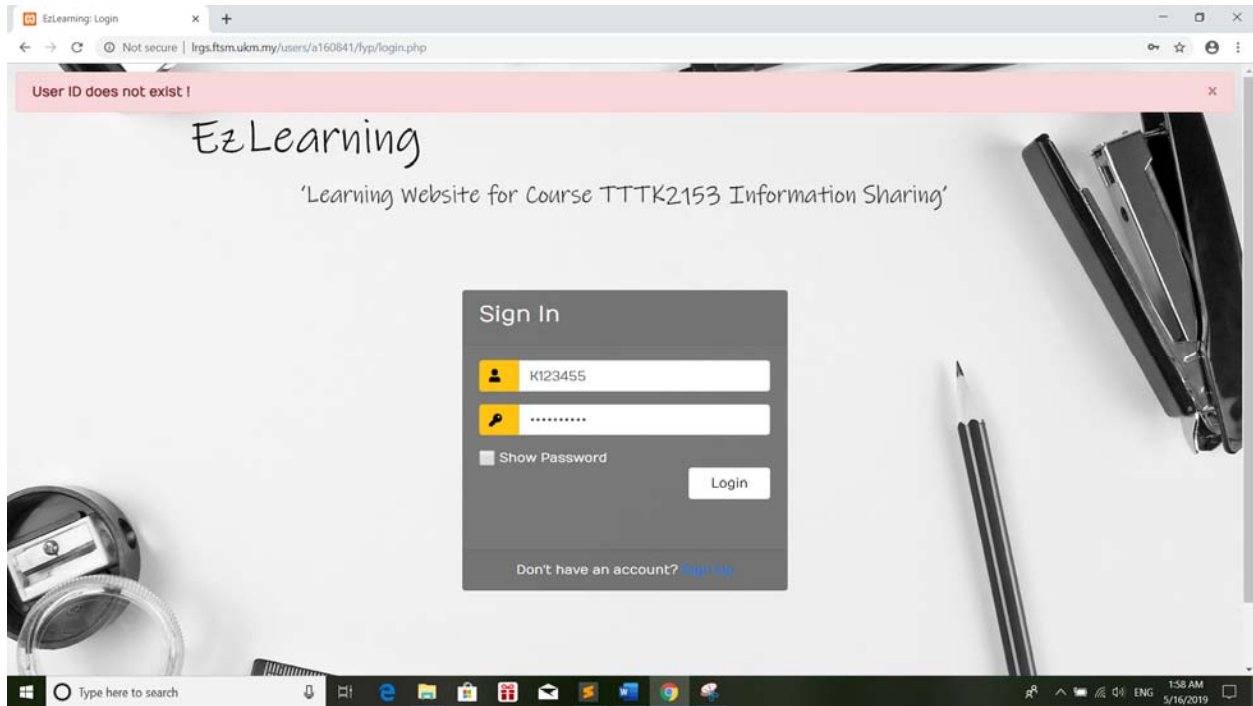 EzLearning: Login
Not secure | lrgs.ftsm.ukm.my/users/a160841/fyp/login.php
User ID does not exist !
EzLearning
'Learning Website for Course TTTK2153 Information Sharing'
Sign In
K123455
Show Password
Login
Don't have an account? Sign Up
Type here to search
ENG
1:58 AM
5/16/2019